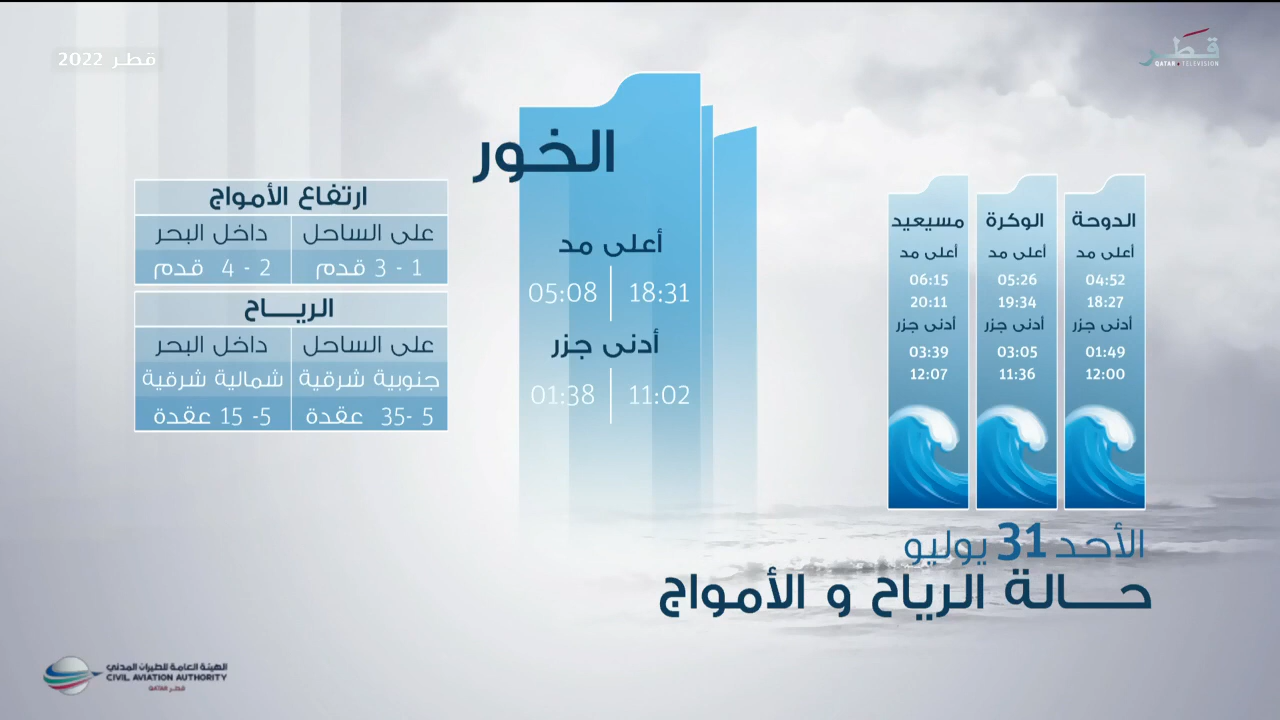 قطر 2022
قطر
QATAR TELEVISION
الخور
أعلى مد
18:31 | 05:08
أدنى جزر
11:02 | 01:38
ارتفاع الأمواج
على الساحل داخل البحر
1 - 3 قدم 2 - 4 قدم
الرياح
على الساحل داخل البحر
جنوبية شرقية شمالية شرقية
5 -35 عقدة 5- 15 عقدة
الدوحة
أعلى مد
04:52
18:27
أدنى جزر
01:49
12:00
الوكرة
أعلى مد
05:26
19:34
أدنى جزر
03:05
11:36
مسيعيد
أعلى مد
06:15
20:11
أدنى جزر
03:39
12:07
الأحد 31 يوليو
حالة الرياح و الأمواج
الهيئة العامة للطيران المدني
CIVIL AVIATION AUTHORITY
قطر QATAR